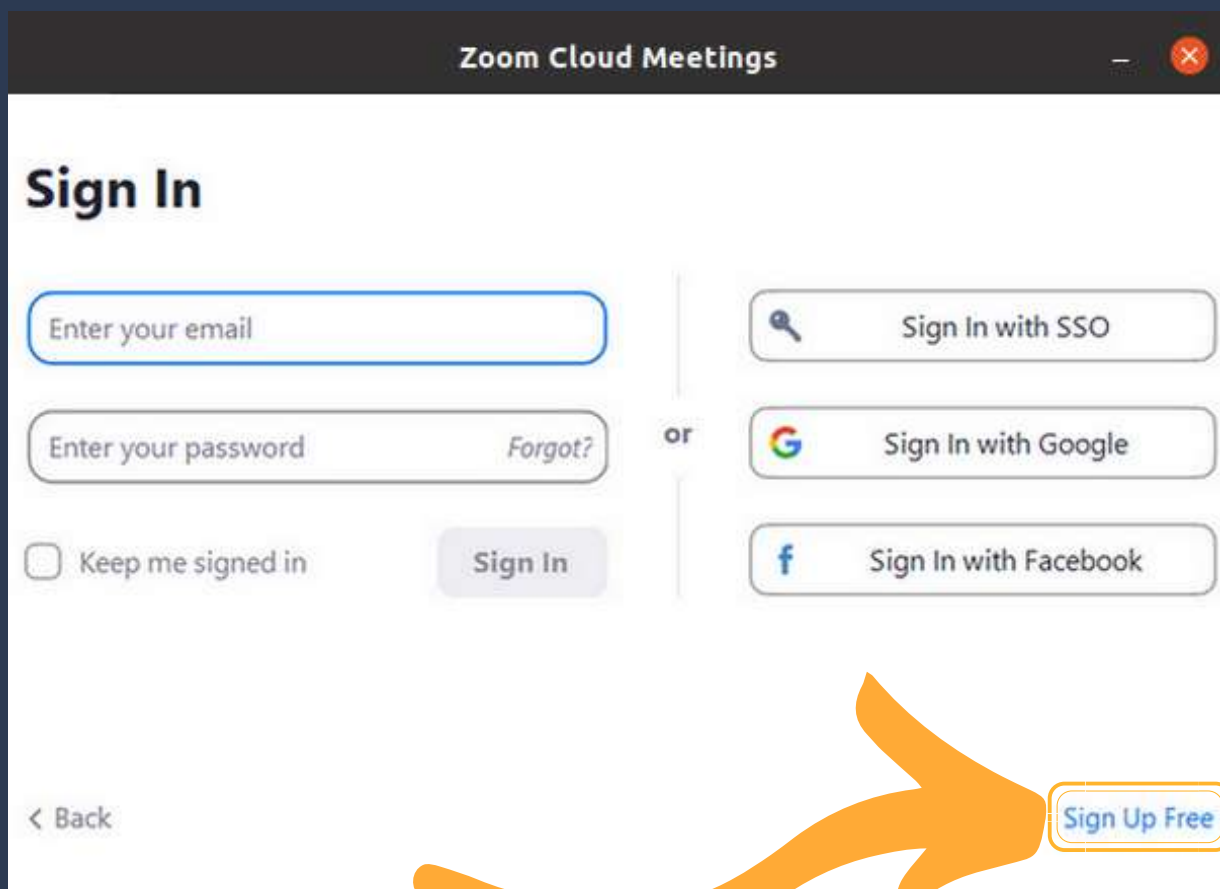 Zoom Cloud Meetings
Sign In
Enter your email
Enter your password Forgot?
Keep me signed in Sign In
or
Sign In with SSO
Sign In with Google
Sign In with Facebook
< Back
Sign Up Free